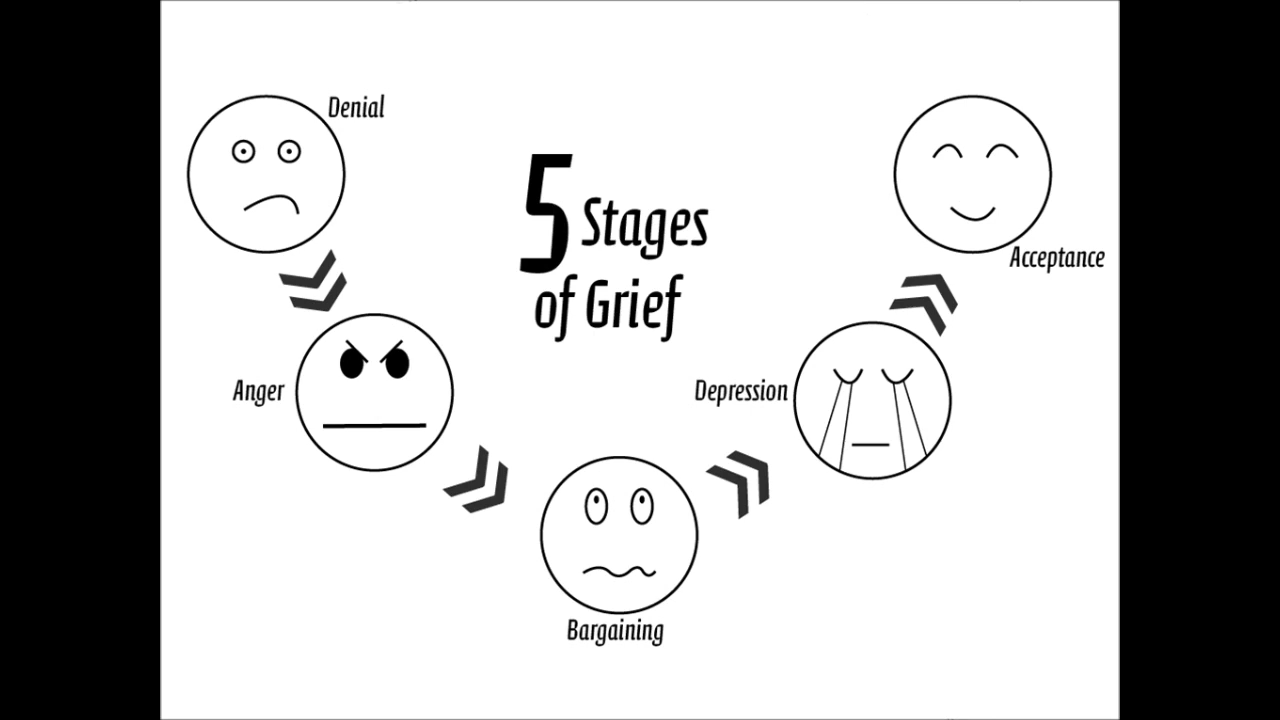 Denial
5 Stages
of Grief
Acceptance
Anger
Depression
Bargaining